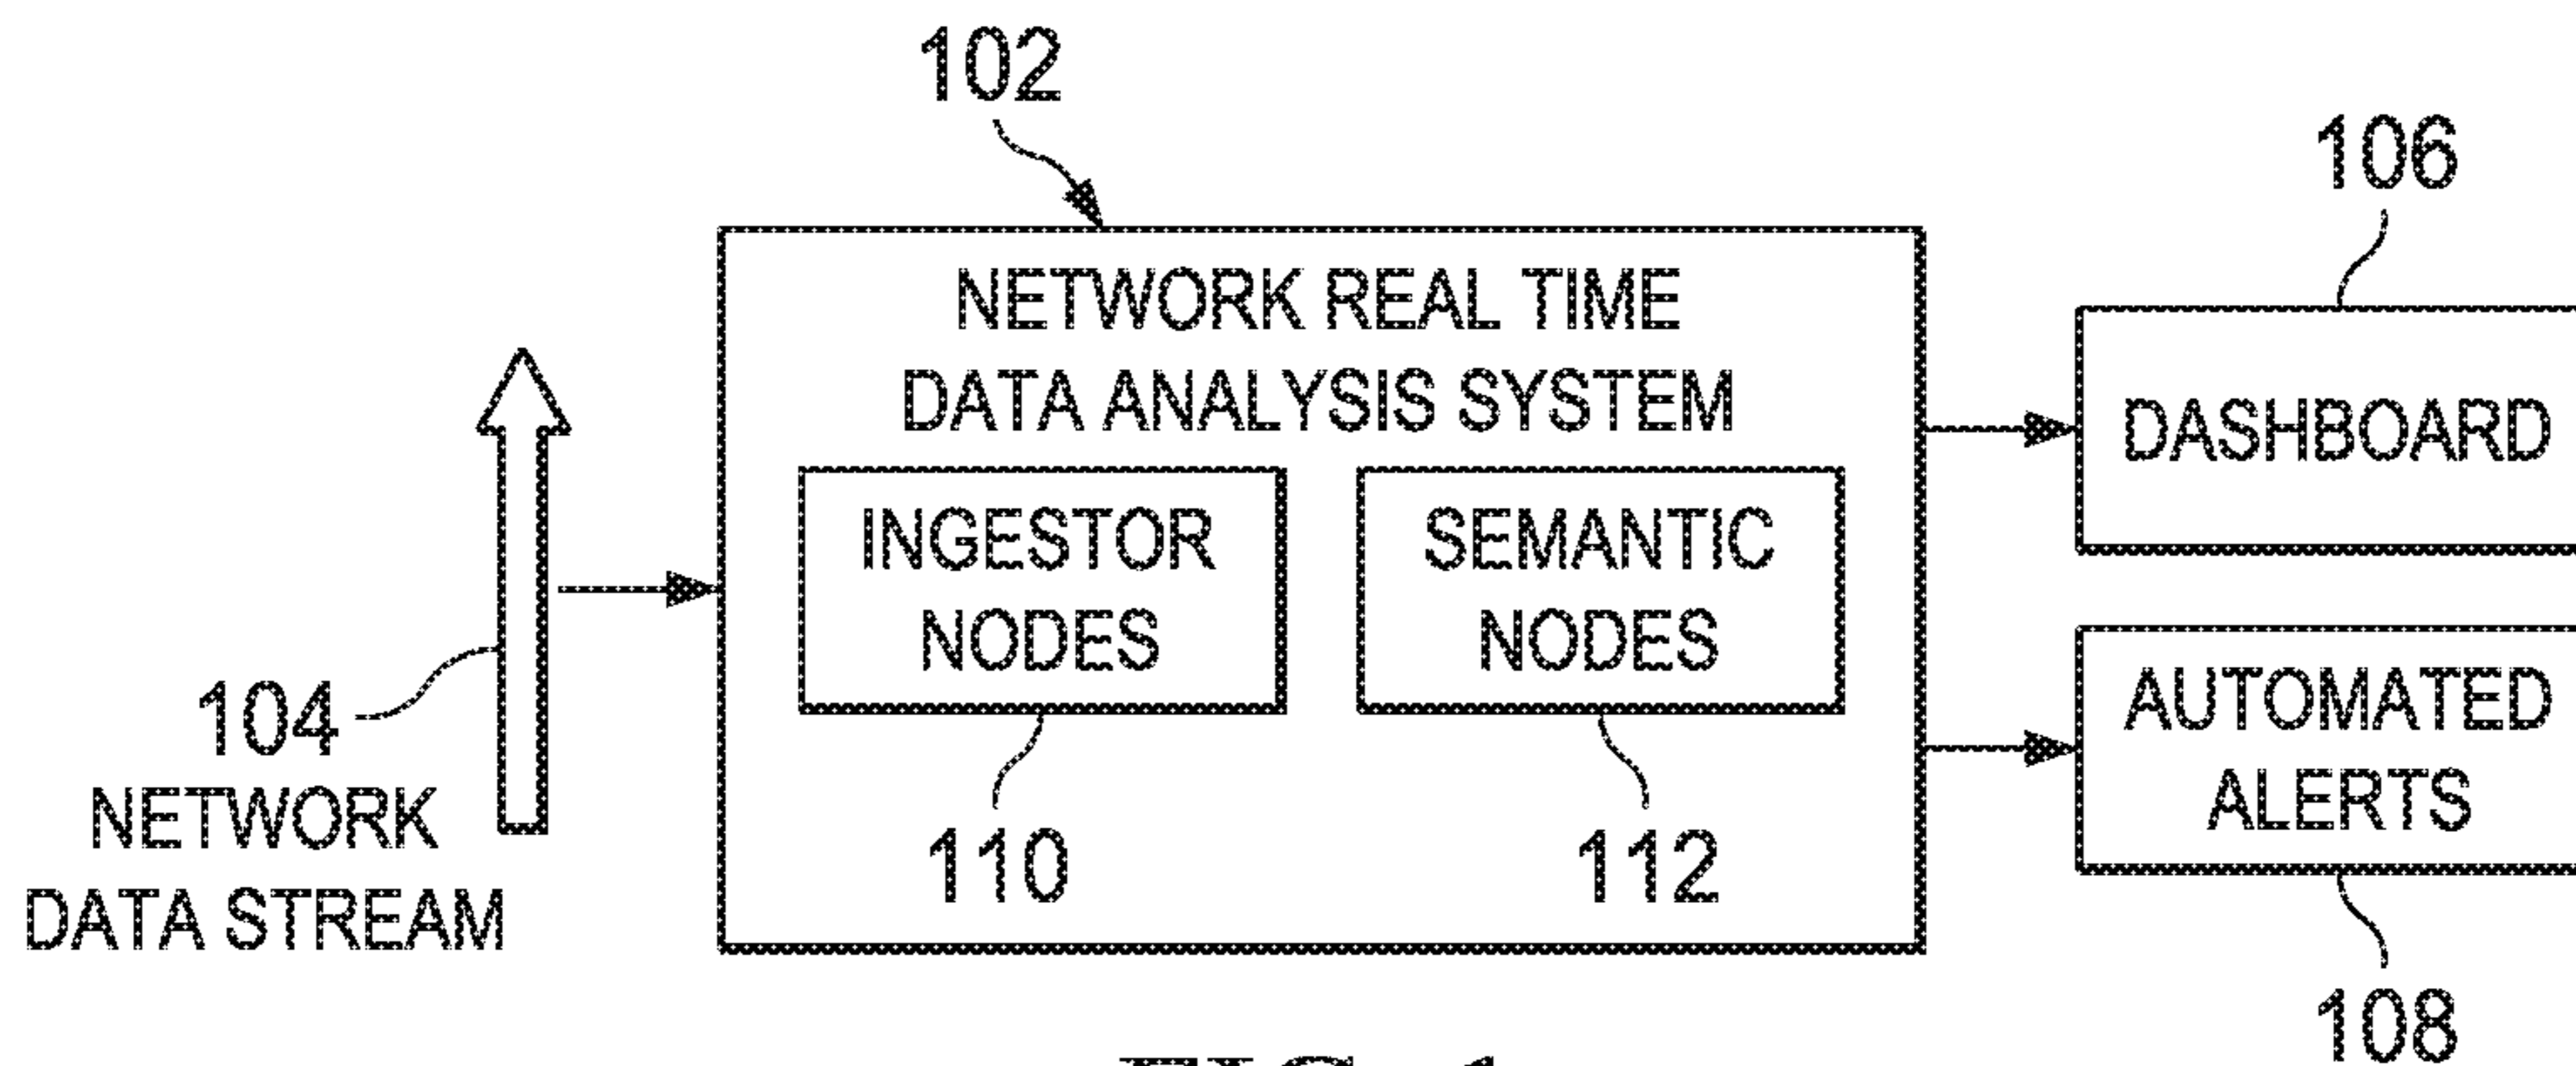 102
106
NETWORK REAL TIME
DATA ANALYSIS SYSTEM
DASHBOARD
INGESTOR
NODES
SEMANTIC
NODES
104
NETWORK
DATA STREAM
AUTOMATED
ALERTS
110
112
108